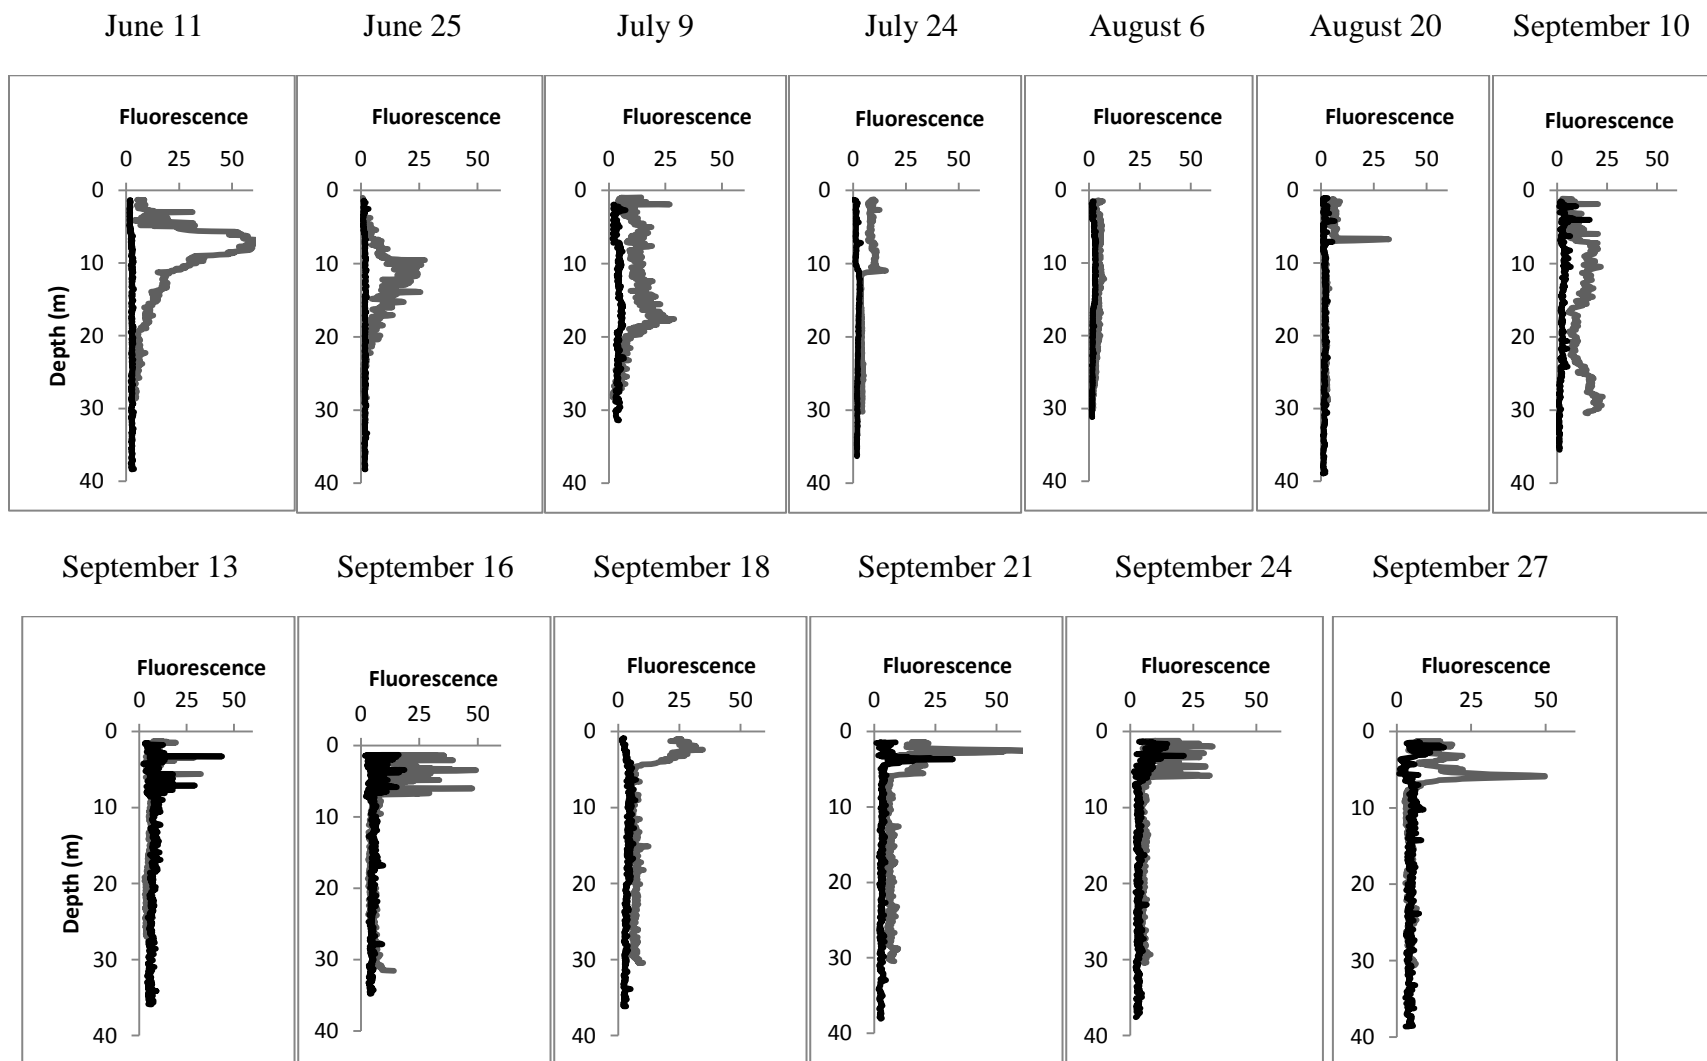 June 11 June 25 July 9 July 24 August 6 August 20 September 10
Fluorescence Fluorescence Fluorescence Fluorescence Fluorescence Fluorescence Fluorescence
0 25 50 0 25 50 0 25 50 0 25 50 0 25 50 0 25 50 0 25 50
0 0 0 0 0 0 0
10 10 10 10 10 10 10
Depth (m)
20 20 20 20 20 20 20
30 30 30 30 30 30 30
40 40 40 40 40 40 40
September 13 September 16 September 18 September 21 September 24 September 27
Fluorescence Fluorescence Fluorescence Fluorescence Fluorescence Fluorescence
0 25 50 0 25 50 0 25 50 0 25 50 0 25 50 0 25 50
0 0 0 0 0 0
10 10 10 10 10 10
Depth (m)
20 20 20 20 20 20
30 30 30 30 30 30
40 40 40 40 40 40